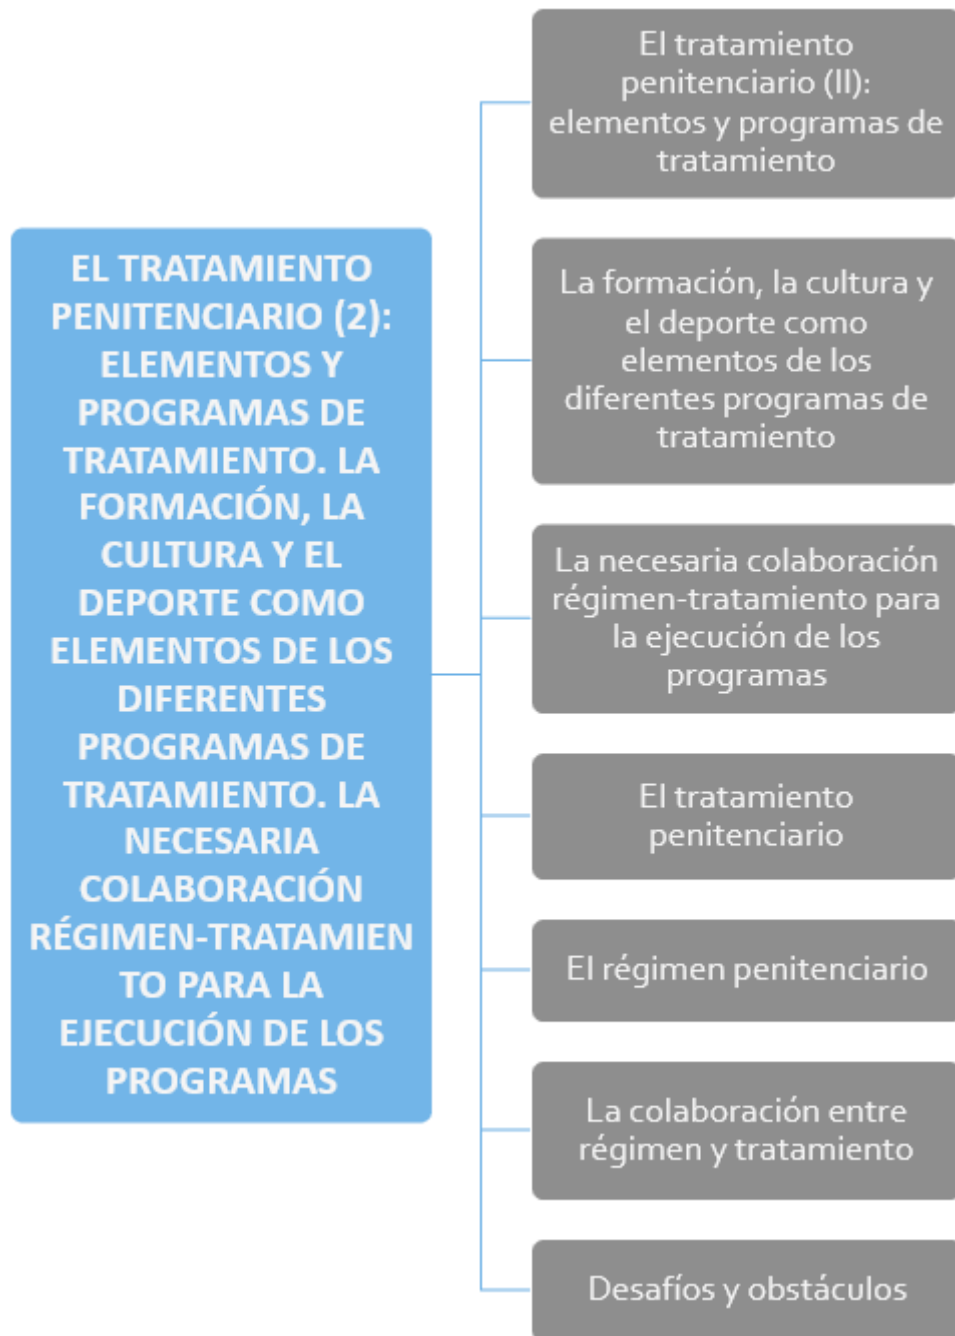 EL TRATAMIENTO
PENITENCIARIO (2):
ELEMENTOS Y
PROGRAMAS DE
TRATAMIENTO. LA
FORMACIÓN, LA
CULTURA Y EL
DEPORTE COMO
ELEMENTOS DE LOS
DIFERENTES
PROGRAMAS DE
TRATAMIENTO. LA
NECESARIA
COLABORACIÓN
RÉGIMEN-TRATAMIEN
TO PARA LA
EJECUCIÓN DE LOS
PROGRAMAS
El tratamiento
penitenciario (II):
elementos y programas de
tratamiento
La formación, la cultura y
el deporte como
elementos de los
diferentes programas de
tratamiento
La necesaria colaboración
régimen-tratamiento para
la ejecución de los
programas
El tratamiento
penitenciario
El régimen penitenciario
La colaboración entre
régimen y tratamiento
Desafíos y obstáculos